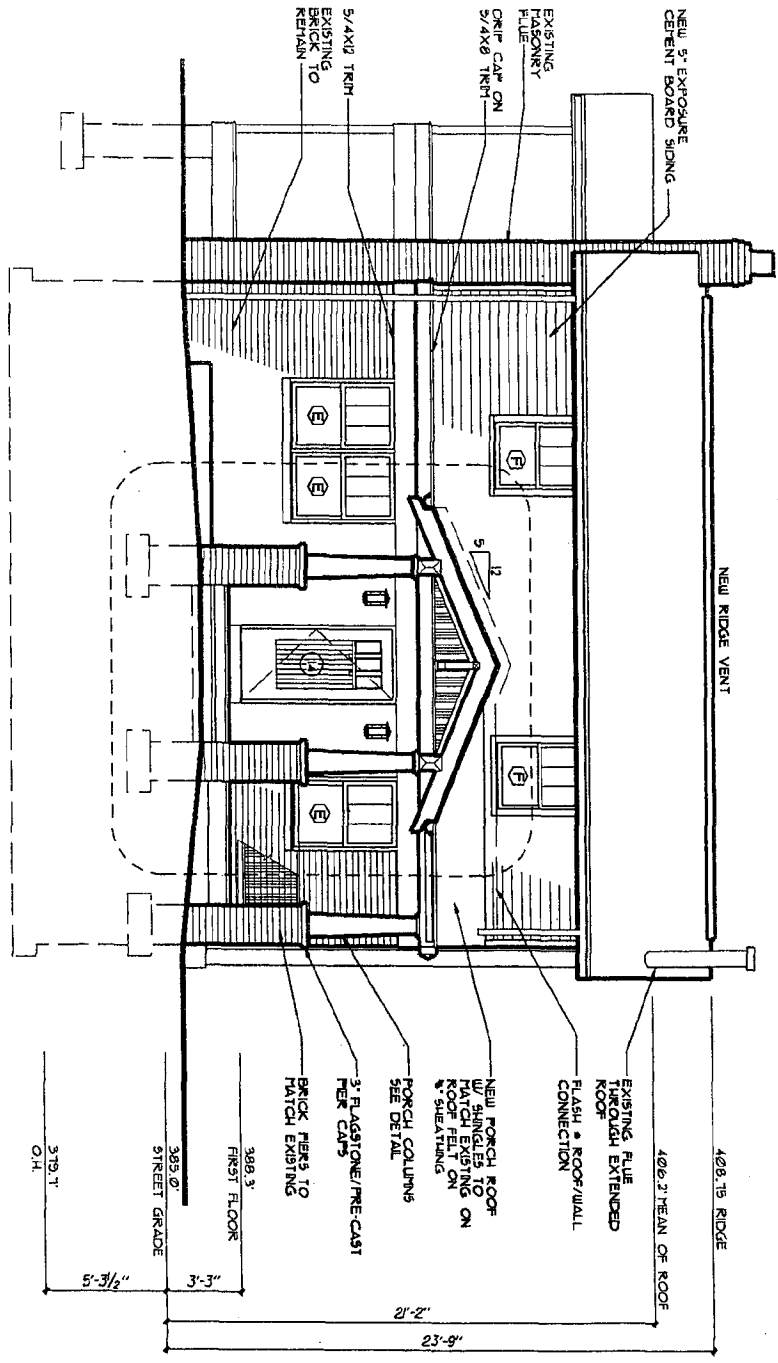 NEW 5" EXPOSURE
CEMENT BOARD SIDING
EXISTING
MASONRY
FLUE
DRIP CAP ON
5/4X8 TRIM
5/4X12 TRIM
EXISTING
BRICK TO
REMAIN
NEW RIDGE VENT
F
F
5
12
E
E
14
E
408.75 RIDGE
406.2' MEAN OF ROOF
EXISTING FLUE
THROUGH EXTENDED
ROOF
FLASH @ ROOF/WALL
CONNECTION
NEW PORCH ROOF
W/ SHINGLES TO
MATCH EXISTING ON
ROOF FELT ON
SHEATHING
PORCH COLUMNS
SEE DETAIL
3" FLAGSTONE/PRE-CAST
PIER CAPS
BRICK PIERS TO
MATCH EXISTING
388.3'
FIRST FLOOR
385.0'
STREET GRADE
379.7'
O.H.
23'-9"
21'-2"
3'-3"
5'-3½"